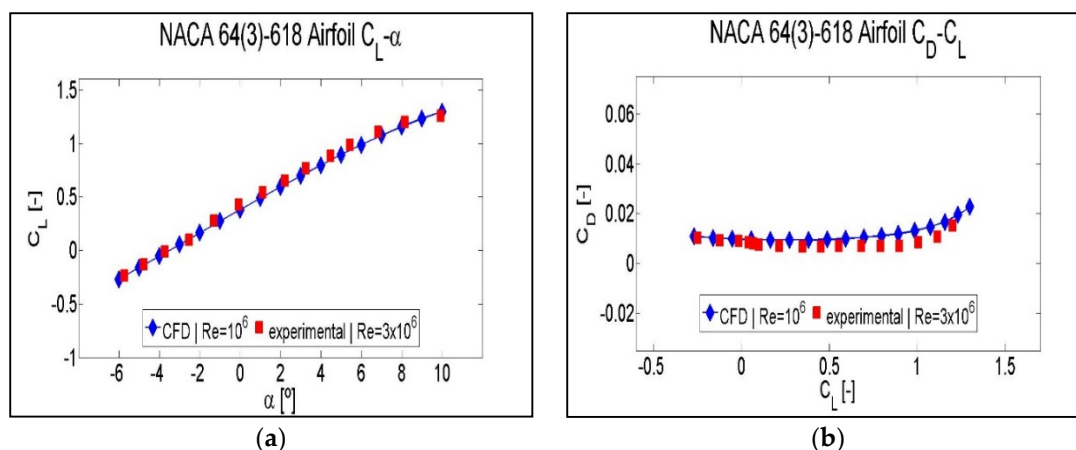 NACA 64(3)-618 Airfoil C_L-α
1.5
1
0.5
0
-0.5
-1
C_L [-]
-6 -4 -2 0 2 4 6 8 10
α [º]
CFD | Re=10^6 experimental | Re=3x10^6
(a)
NACA 64(3)-618 Airfoil C_D-C_L
0.06
0.04
0.02
0
-0.02
C_D [-]
-0.5 0 0.5 1 1.5
C_L [-]
CFD | Re=10^6 experimental | Re=3x10^6
(b)